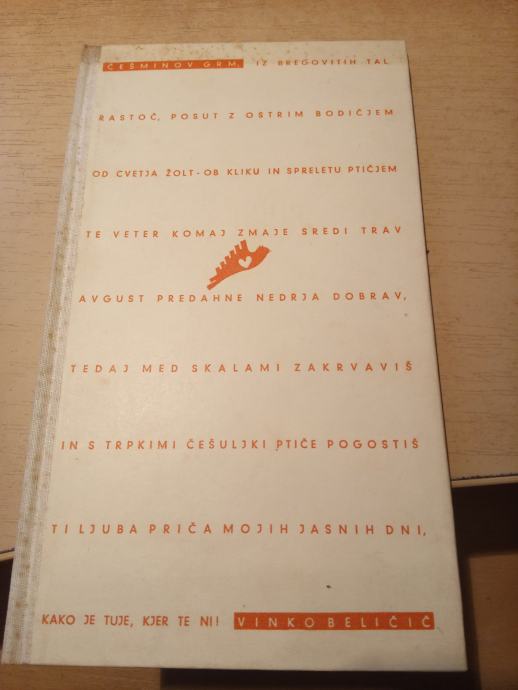 ČEŠMINOV GRM, IZ BREGOVITIH TAL
RASTOČ, POSUT Z OSTRIM BODIČJEM
OD CVETJA ŽOLT - OB KLIKU IN SPRELETU PTIČJEM
TE VETER KOMAJ ZMAJE SREDI TRAV
AVGUST PREDAHNE NEDRJA DOBRAV,
TEDAJ MED SKALAMI ZAKRVAVIŠ
IN S TRPKIMI ČEŠULJKI PTIČE POGOSTIŠ
TI LJUBA PRIČA MOJIH JASNIH DNI,
KAKO JE TUJE, KJER TE NI! VINKO BELIČIČ